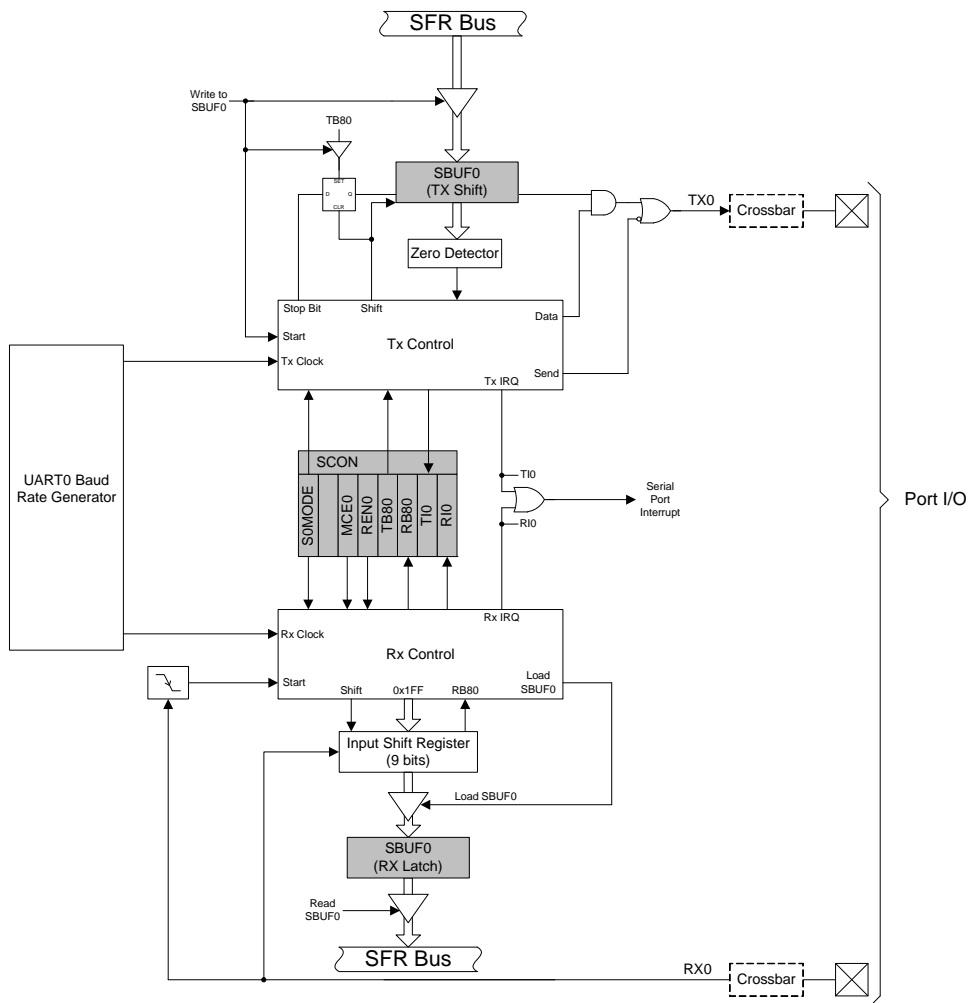 SFR Bus
Write to
SBUF0
TB80
SET
D
Q
CLR
SBUF0
(TX Shift)
TX0
Crossbar
Zero Detector
Stop Bit
Shift
Data
Start
Tx Control
Tx Clock
Send
Tx IRQ
UART0 Baud
Rate Generator
SCON
S0MODE
MCE0
REN0
TB80
RB80
TI0
RI0
TI0
Serial
Port
Interrupt
RI0
Port I/O
Rx IRQ
Rx Clock
Rx Control
Start
Load
SBUF0
Shift
0x1FF
RB80
Input Shift Register
(9 bits)
Load SBUF0
SBUF0
(RX Latch)
Read
SBUF0
SFR Bus
RX0
Crossbar